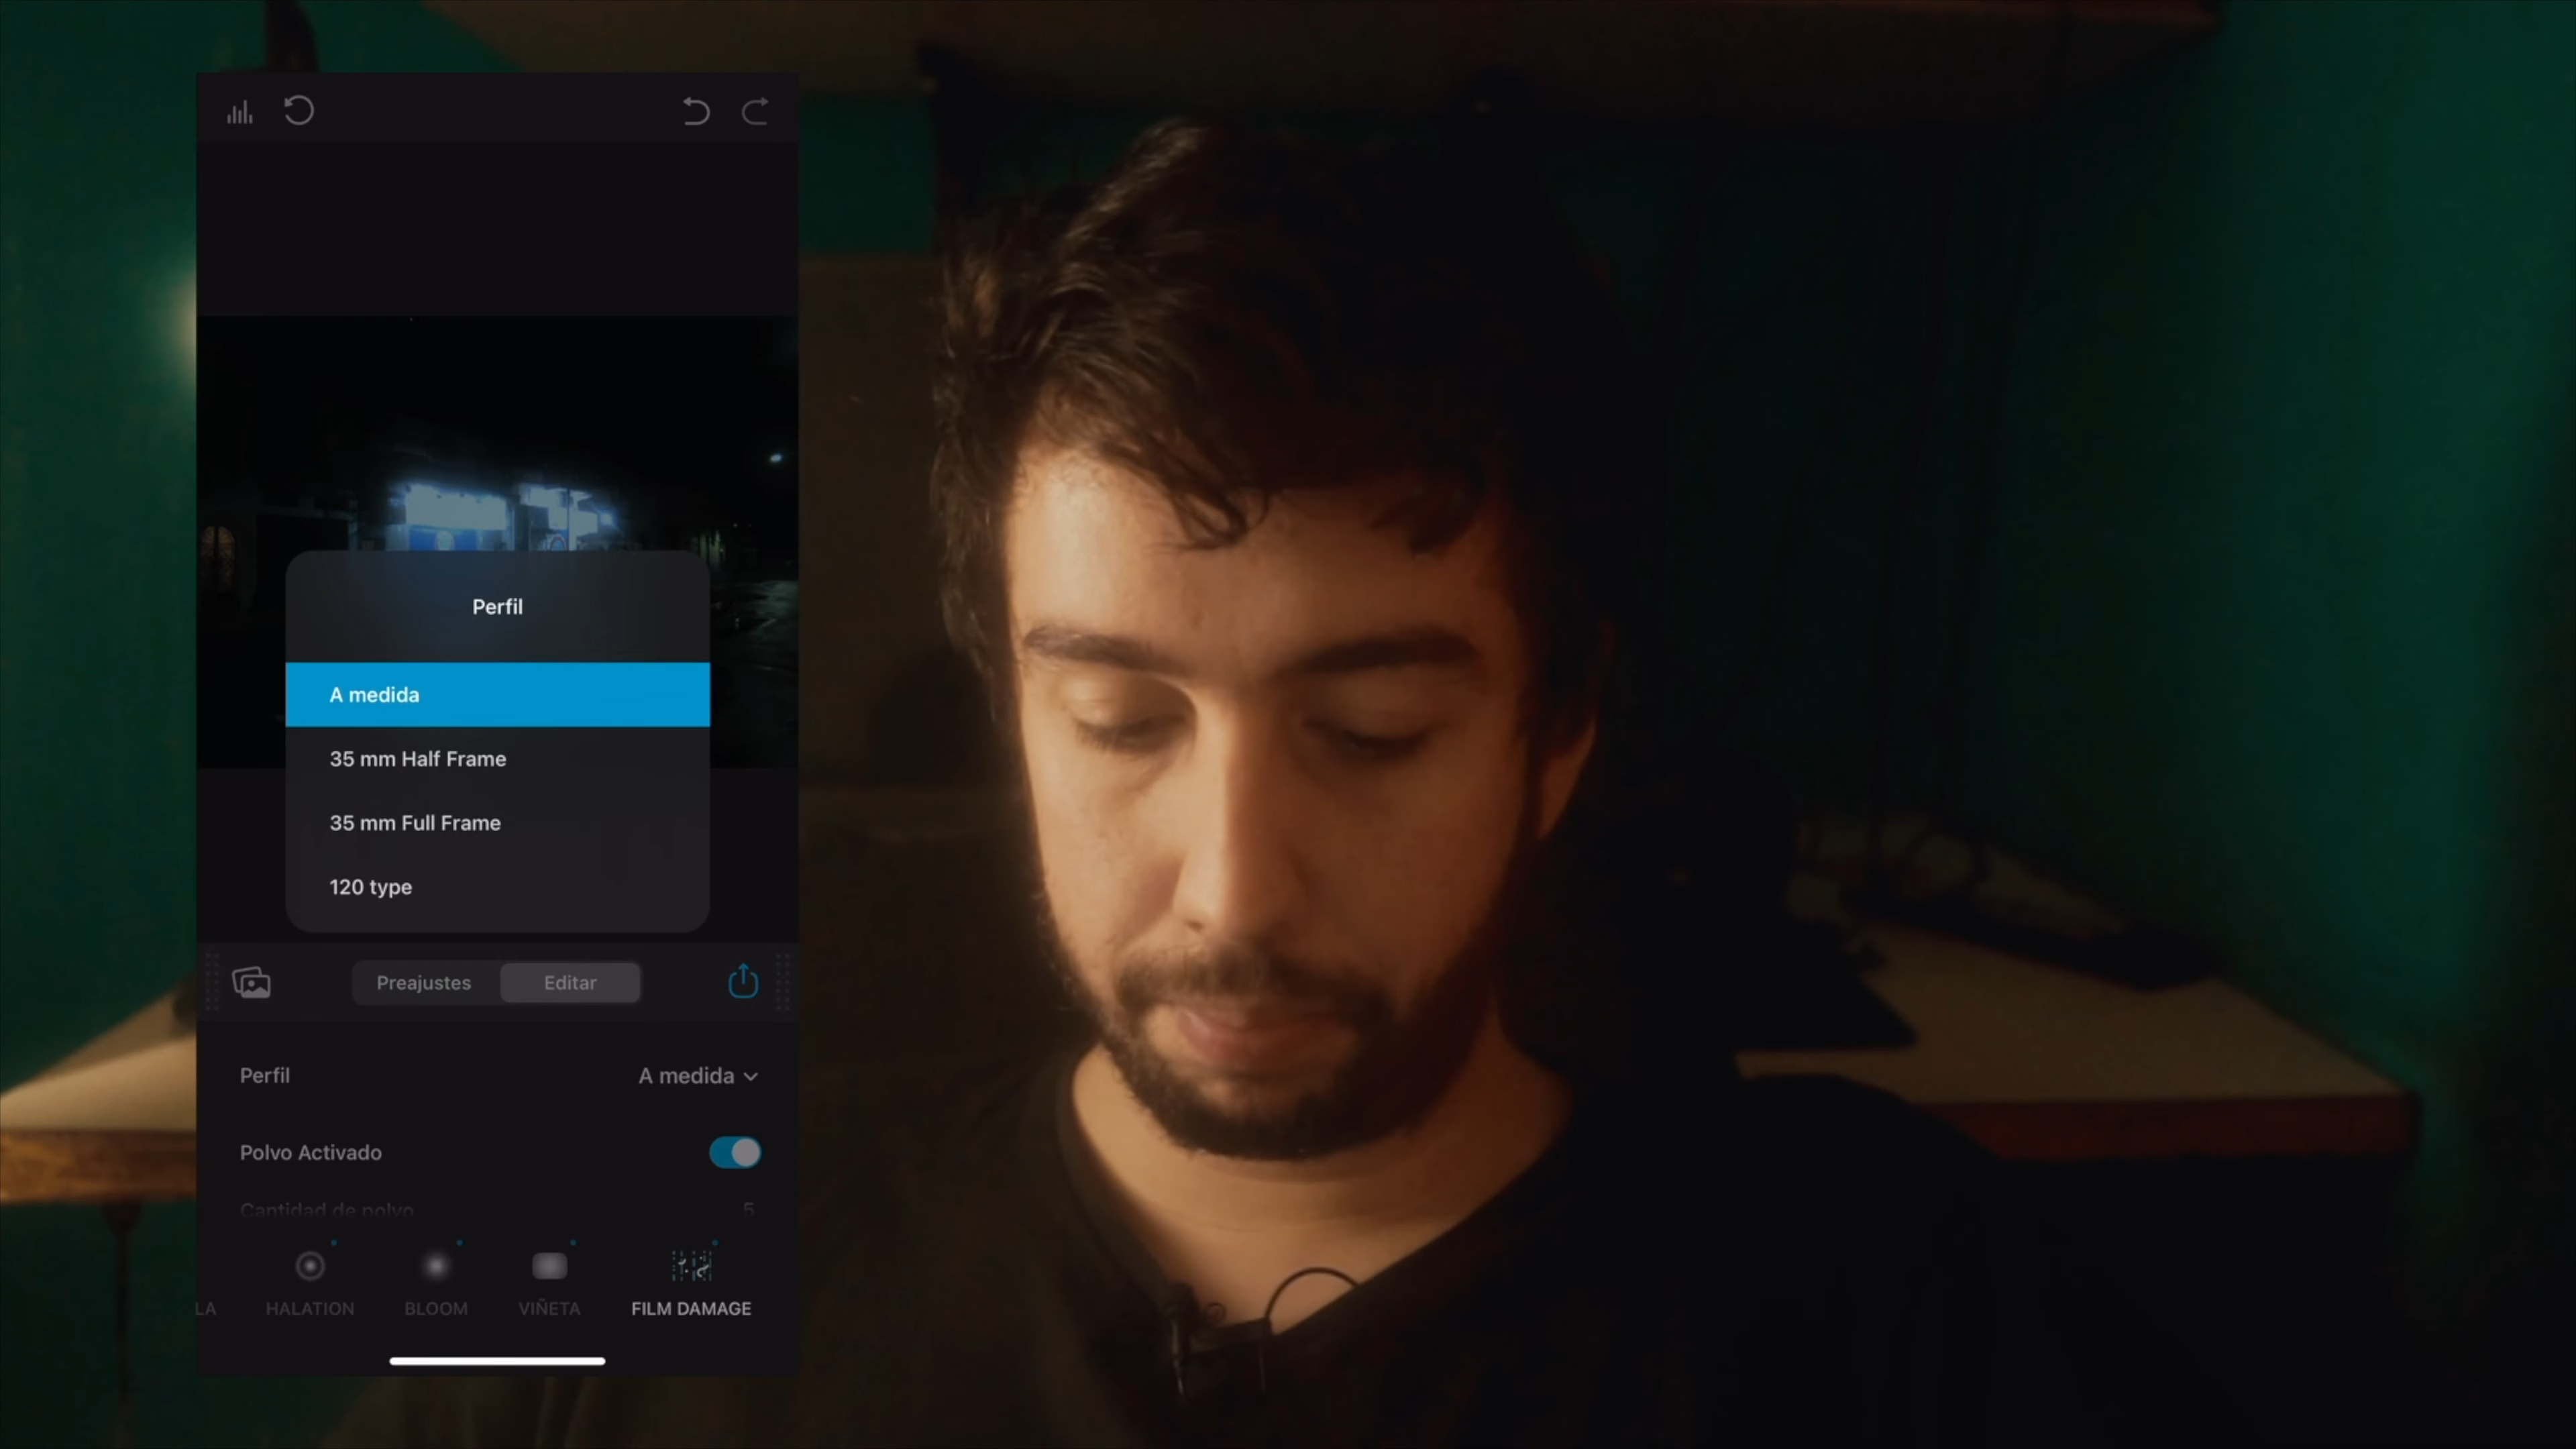 Perfil
A medida
35 mm Half Frame
35 mm Full Frame
120 type
Preajustes
Editar
Perfil
A medida
Polvo Activado
Cantidad de polvo
5
LA
HALATION
BLOOM
VIÑETA
FILM DAMAGE